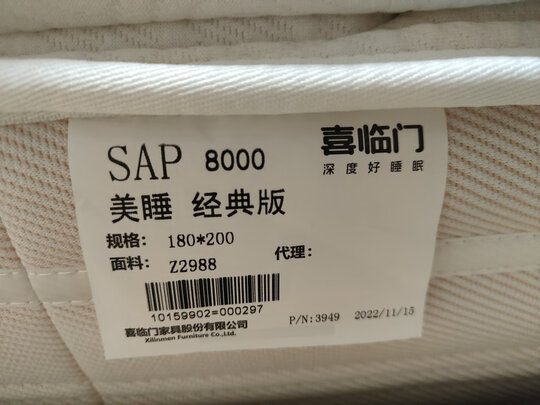 喜临门
深度好睡眠
SAP 8000
美睡 经典版
规格： 180*200
面料： Z2988 代理：
10159902=000297
喜临门家具股份有限公司
Xilinmen Furniture Co.,Ltd.
P/N:3949 2022/11/15